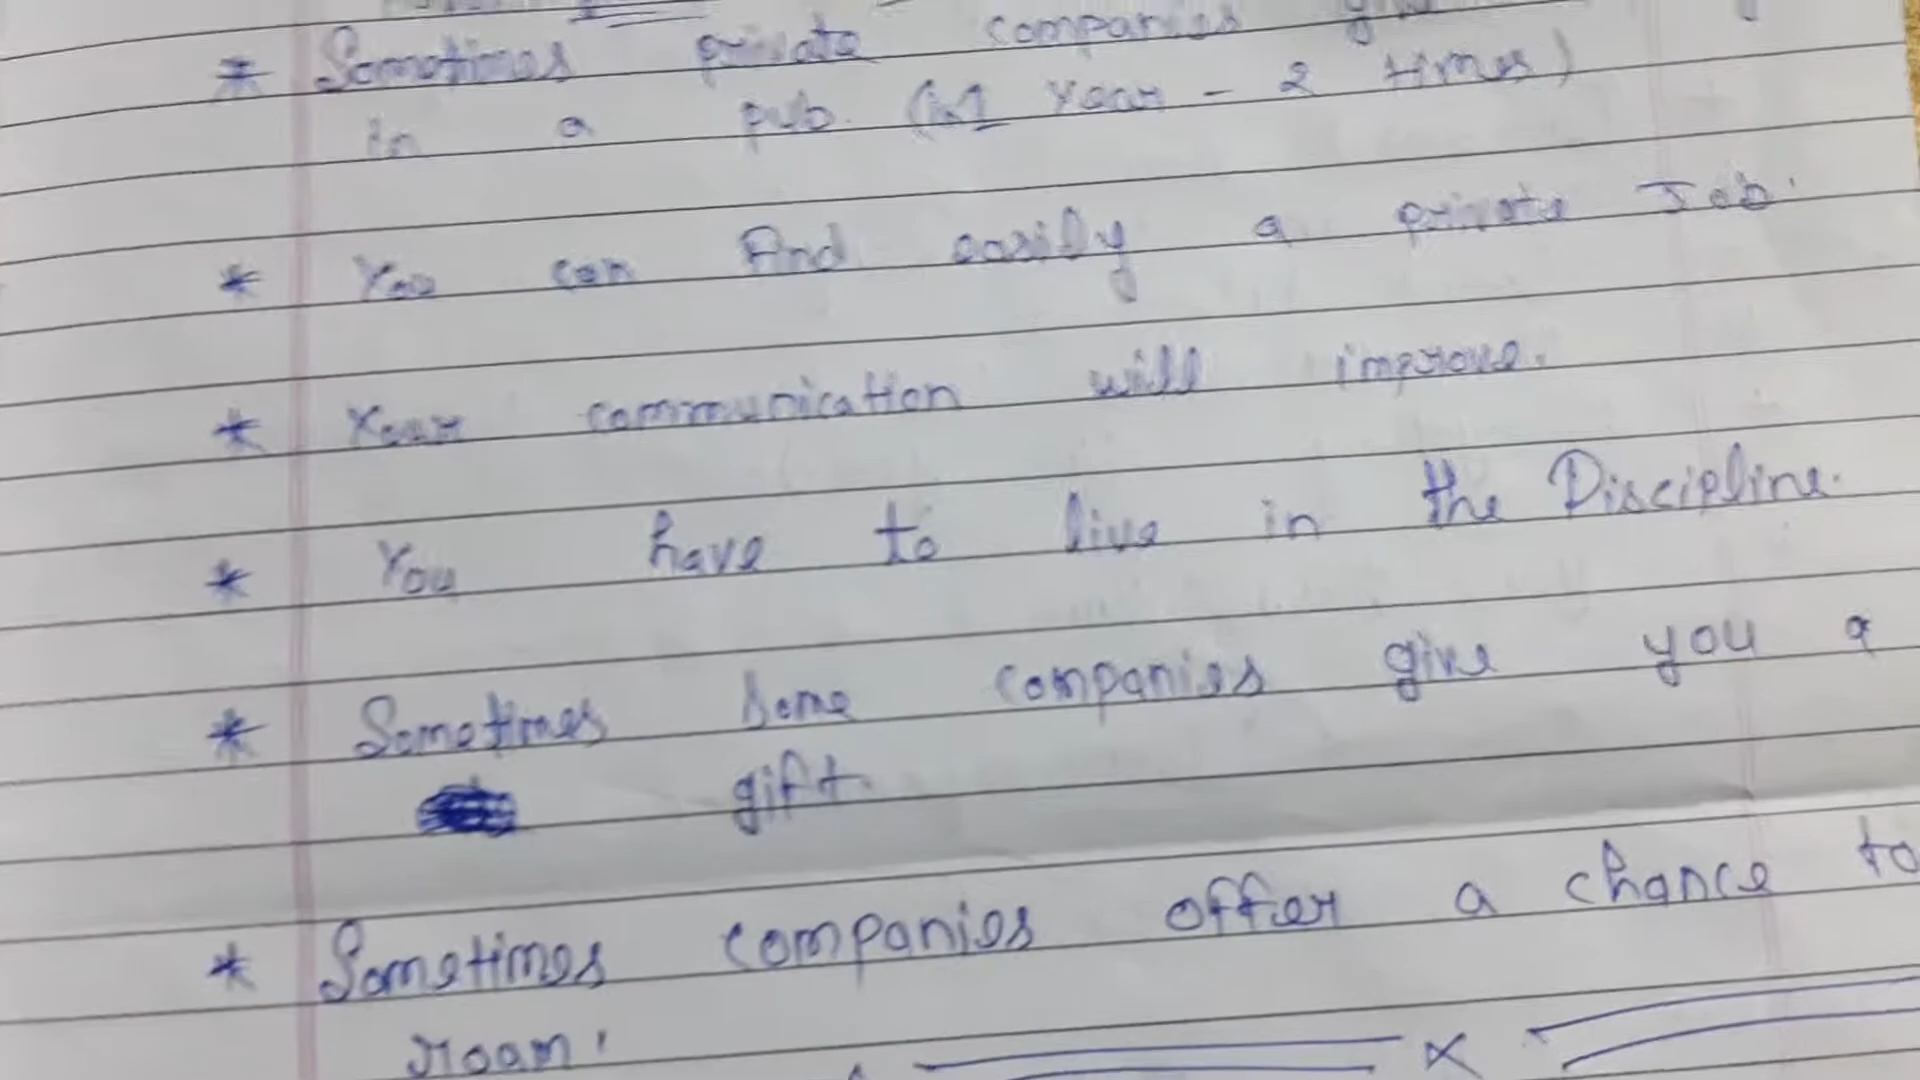 * Sometimes private companies give
in a pub. (in 1 Year - 2 times)
* You can find easily a private Job.
* Your communication will improve.
* You have to live in the Discipline.
* Sometimes some companies give you a
gift.
* Sometimes companies offer a chance to
roam.